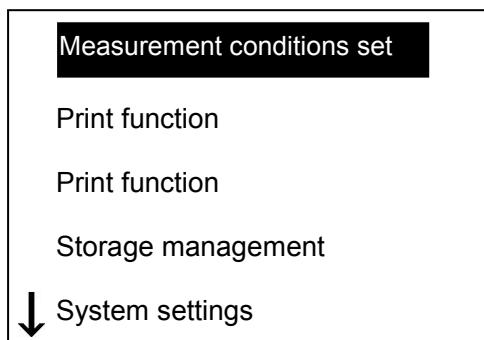 Measurement conditions set
Print function
Print function
Storage management
System settings